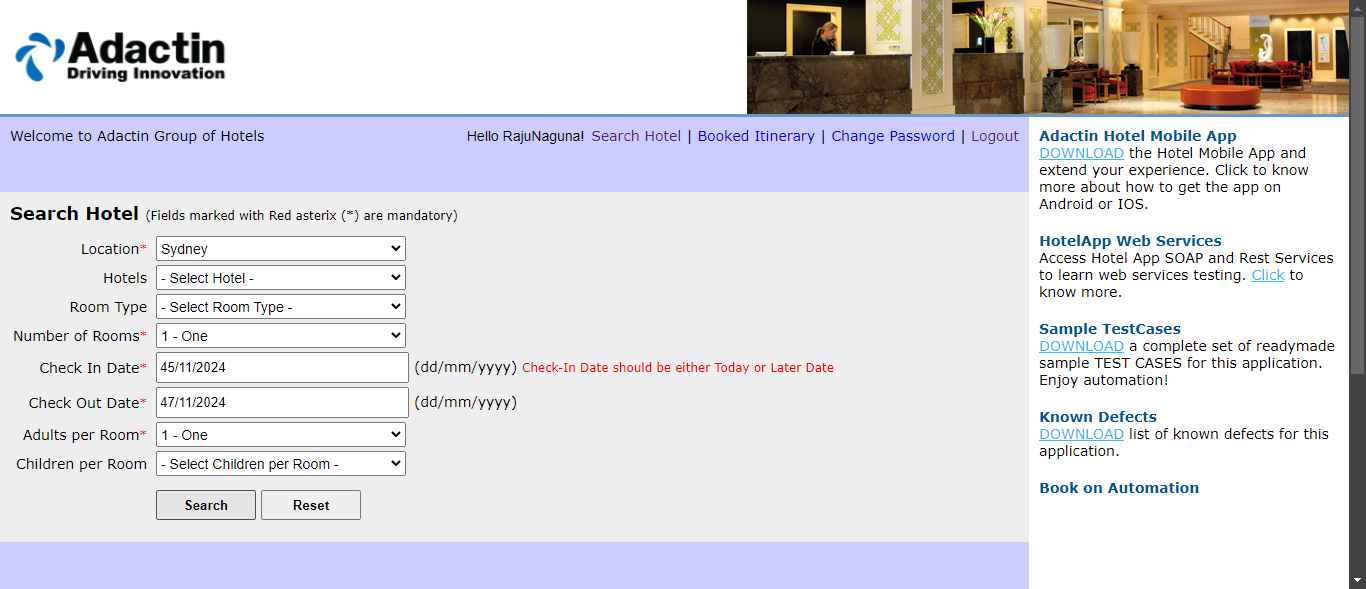 Adactin
Driving Innovation
Welcome to Adactin Group of Hotels
Hello RajuNaguna! Search Hotel | Booked Itinerary | Change Password | Logout
Search Hotel (Fields marked with Red asterix (*) are mandatory)
Location* Sydney
Hotels - Select Hotel -
Room Type - Select Room Type -
Number of Rooms* 1 - One
Check In Date* 45/11/2024 (dd/mm/yyyy) Check-In Date should be either Today or Later Date
Check Out Date* 47/11/2024 (dd/mm/yyyy)
Adults per Room* 1 - One
Children per Room - Select Children per Room -
Search Reset
Adactin Hotel Mobile App
DOWNLOAD the Hotel Mobile App and
extend your experience. Click to know
more about how to get the app on
Android or IOS.
HotelApp Web Services
Access Hotel App SOAP and Rest Services
to learn web services testing. Click to
know more.
Sample TestCases
DOWNLOAD a complete set of readymade
sample TEST CASES for this application.
Enjoy automation!
Known Defects
DOWNLOAD list of known defects for this
application.
Book on Automation